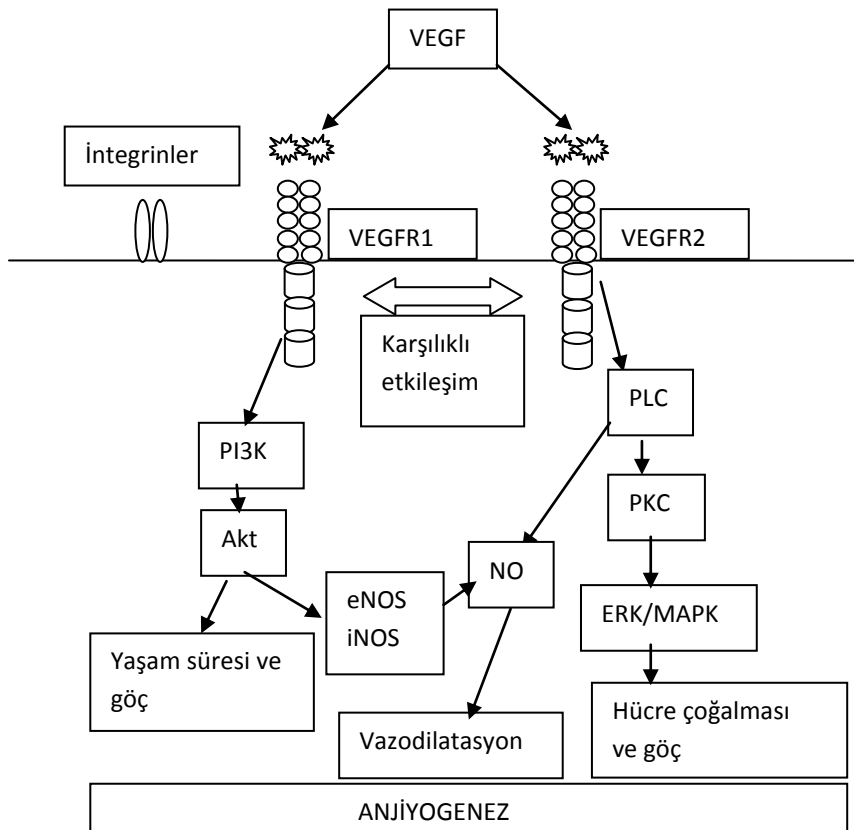 VEGF
İntegrinler
VEGFR1
VEGFR2
Karşılıklı
etkileşim
PLC
PI3K
PKC
Akt
NO
eNOS
iNOS
ERK/MAPK
Yaşam süresi ve
göç
Hücre çoğalması
ve göç
Vazodilatasyon
ANJİYOGENEZ